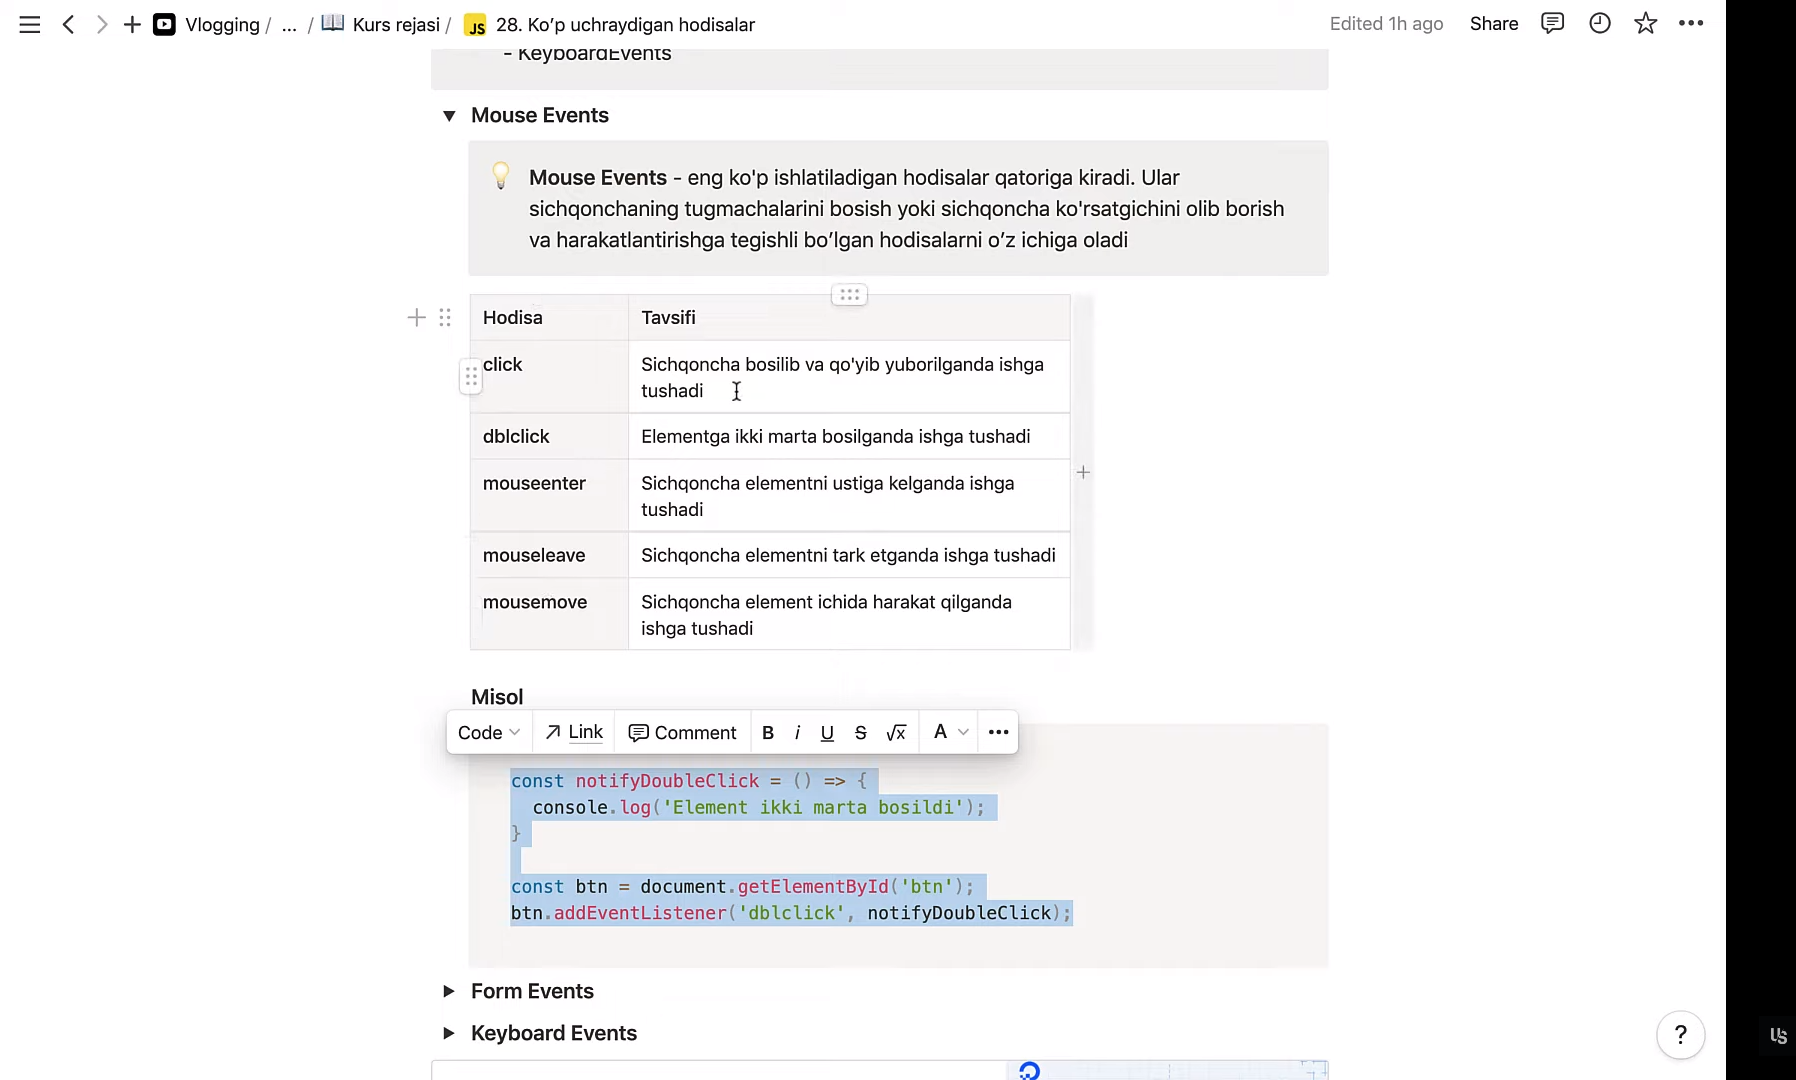 Vlogging / ... / Kurs rejasi / JS 28. Ko’p uchraydigan hodisalar
Edited 1h ago Share
- KeyboardEvents
Mouse Events
Mouse Events - eng ko'p ishlatiladigan hodisalar qatoriga kiradi. Ular
sichqonchaning tugmachalarini bosish yoki sichqoncha ko'rsatgichini olib borish
va harakatlantirishga tegishli bo’lgan hodisalarni o’z ichiga oladi
Hodisa Tavsifi
click Sichqoncha bosilib va qo'yib yuborilganda ishga
tushadi
dblclick Elementga ikki marta bosilganda ishga tushadi
mouseenter Sichqoncha elementni ustiga kelganda ishga
tushadi
mouseleave Sichqoncha elementni tark etganda ishga tushadi
mousemove Sichqoncha element ichida harakat qilganda
ishga tushadi
Misol
Code Link Comment B i U S √x A
const notifyDoubleClick = () => {
  console.log('Element ikki marta bosildi');
}
const btn = document.getElementById('btn');
btn.addEventListener('dblclick', notifyDoubleClick);
Form Events
Keyboard Events
?